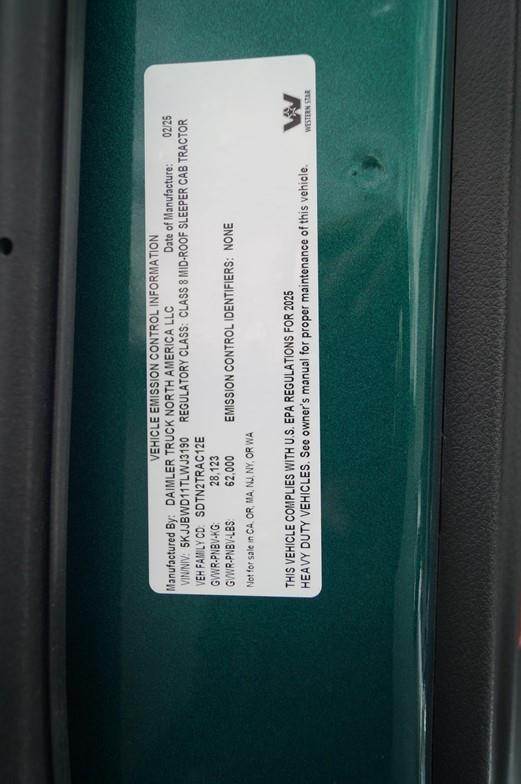 VEHICLE EMISSION CONTROL INFORMATION
Manufactured By: DAIMLER TRUCK NORTH AMERICA LLC Date of Manufacture: 02/25
VIN/NIV: 5KJJBWD11TLWJ3190 REGULATORY CLASS: CLASS 8 MID-ROOF SLEEPER CAB TRACTOR
VEH FAMILY CD: SDTN2TRAC12E
GVWR-PNBV-KG: 28,123
GVWR-PNBV-LBS: 62,000 EMISSION CONTROL IDENTIFIERS: NONE
Not for sale in CA, OR, MA, NJ, NY, OR WA
THIS VEHICLE COMPLIES WITH U.S. EPA REGULATIONS FOR 2025
HEAVY DUTY VEHICLES. See owner's manual for proper maintenance of this vehicle.
WESTERN STAR